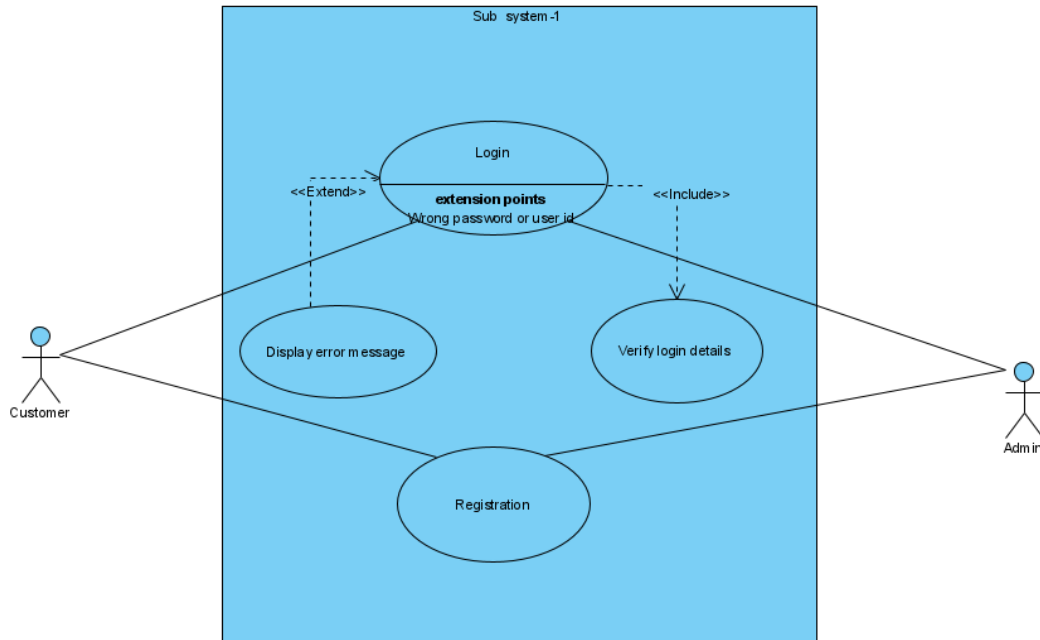 Sub system-1
Login
<<Extend>>
<<Include>>
extension points
Wrong password or user id
Display error message
Verify login details
Customer
Admin
Registration